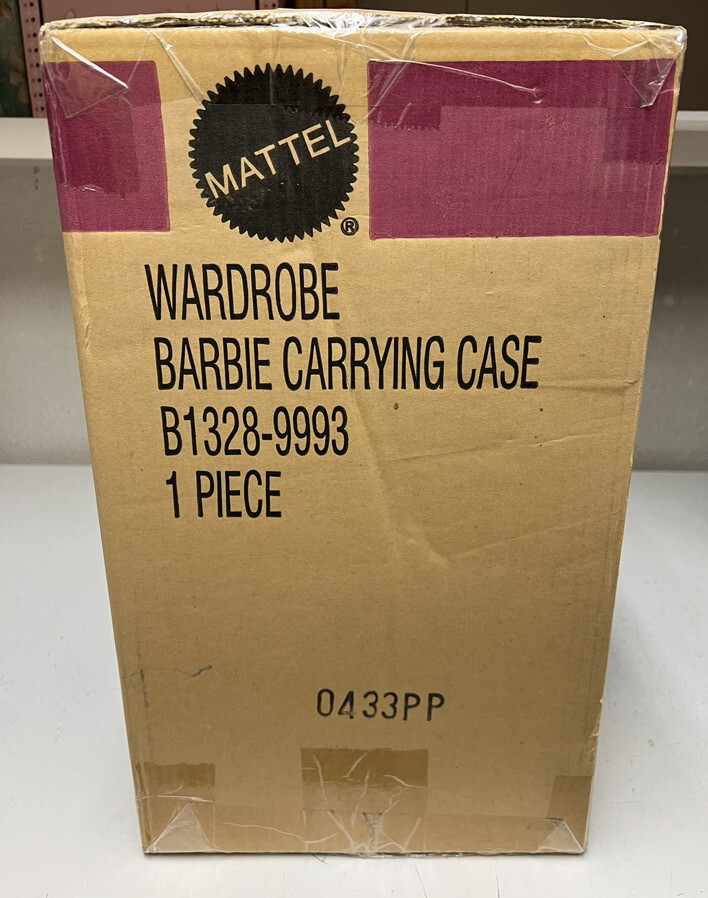 MATTEL
®
WARDROBE
BARBIE CARRYING CASE
B1328-9993
1 PIECE
0433PP